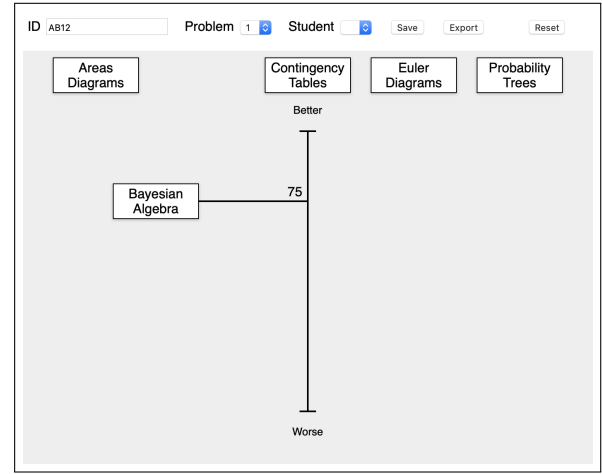 ID AB12 Problem 1 Student Save Export Reset
Areas
Diagrams
Contingency
Tables
Euler
Diagrams
Probability
Trees
Better
75
Bayesian
Algebra
Worse